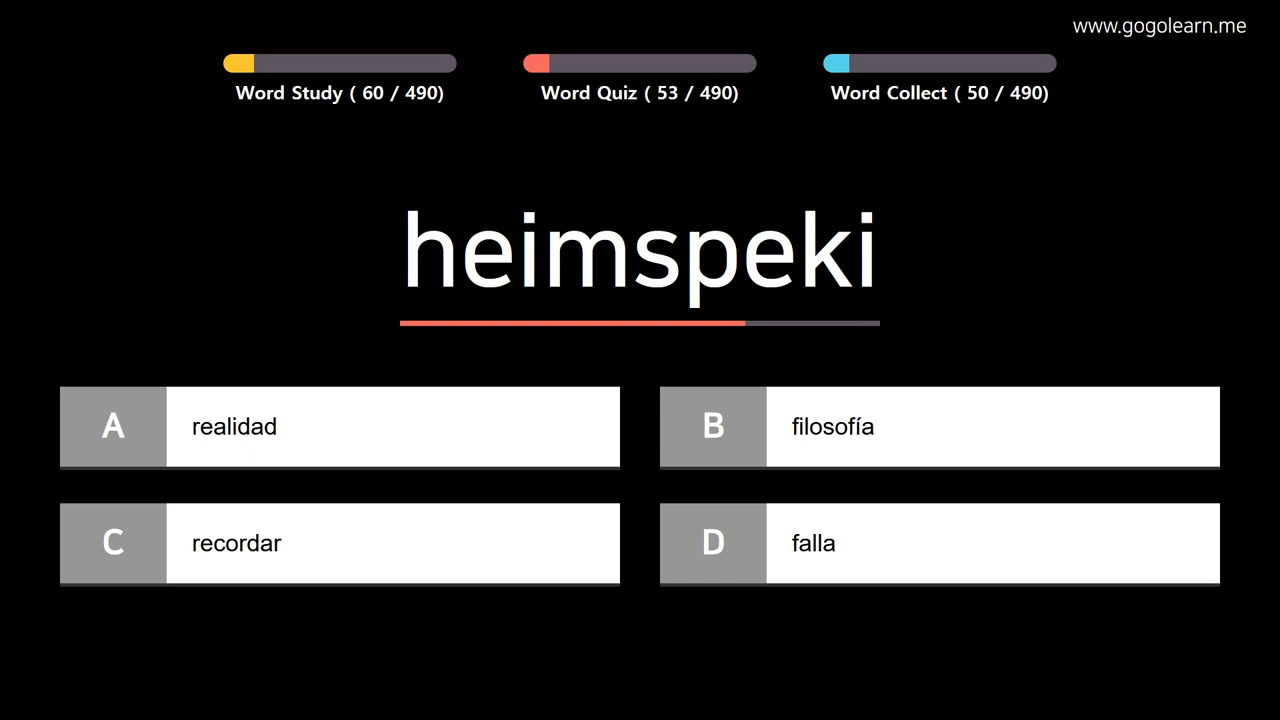 www.gogolearn.me
Word Study ( 60 / 490)
Word Quiz ( 53 / 490)
Word Collect ( 50 / 490)
heimspeki
A
realidad
B
filosofía
C
recordar
D
falla